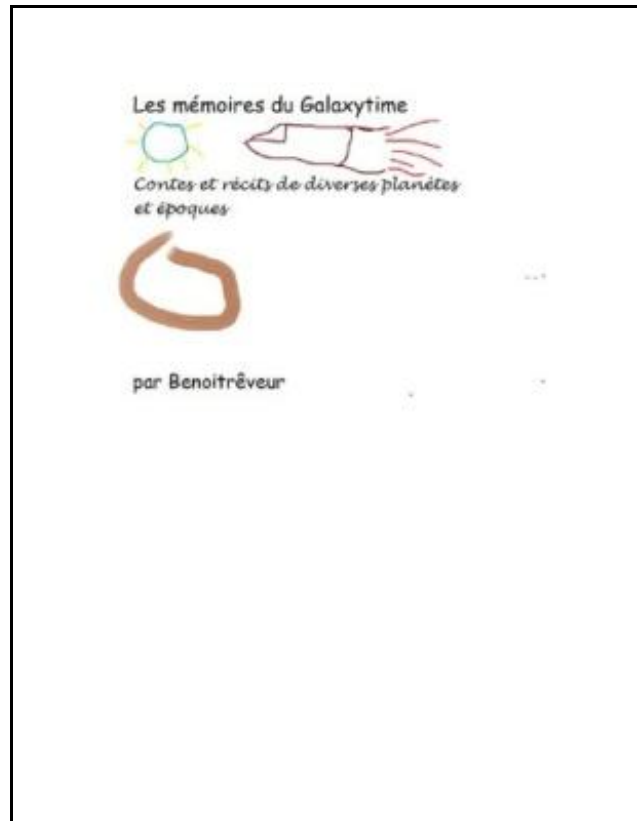 Les mémoires du Galaxytime
Contes et récits de diverses planètes
et époques
par Benoitrêveur